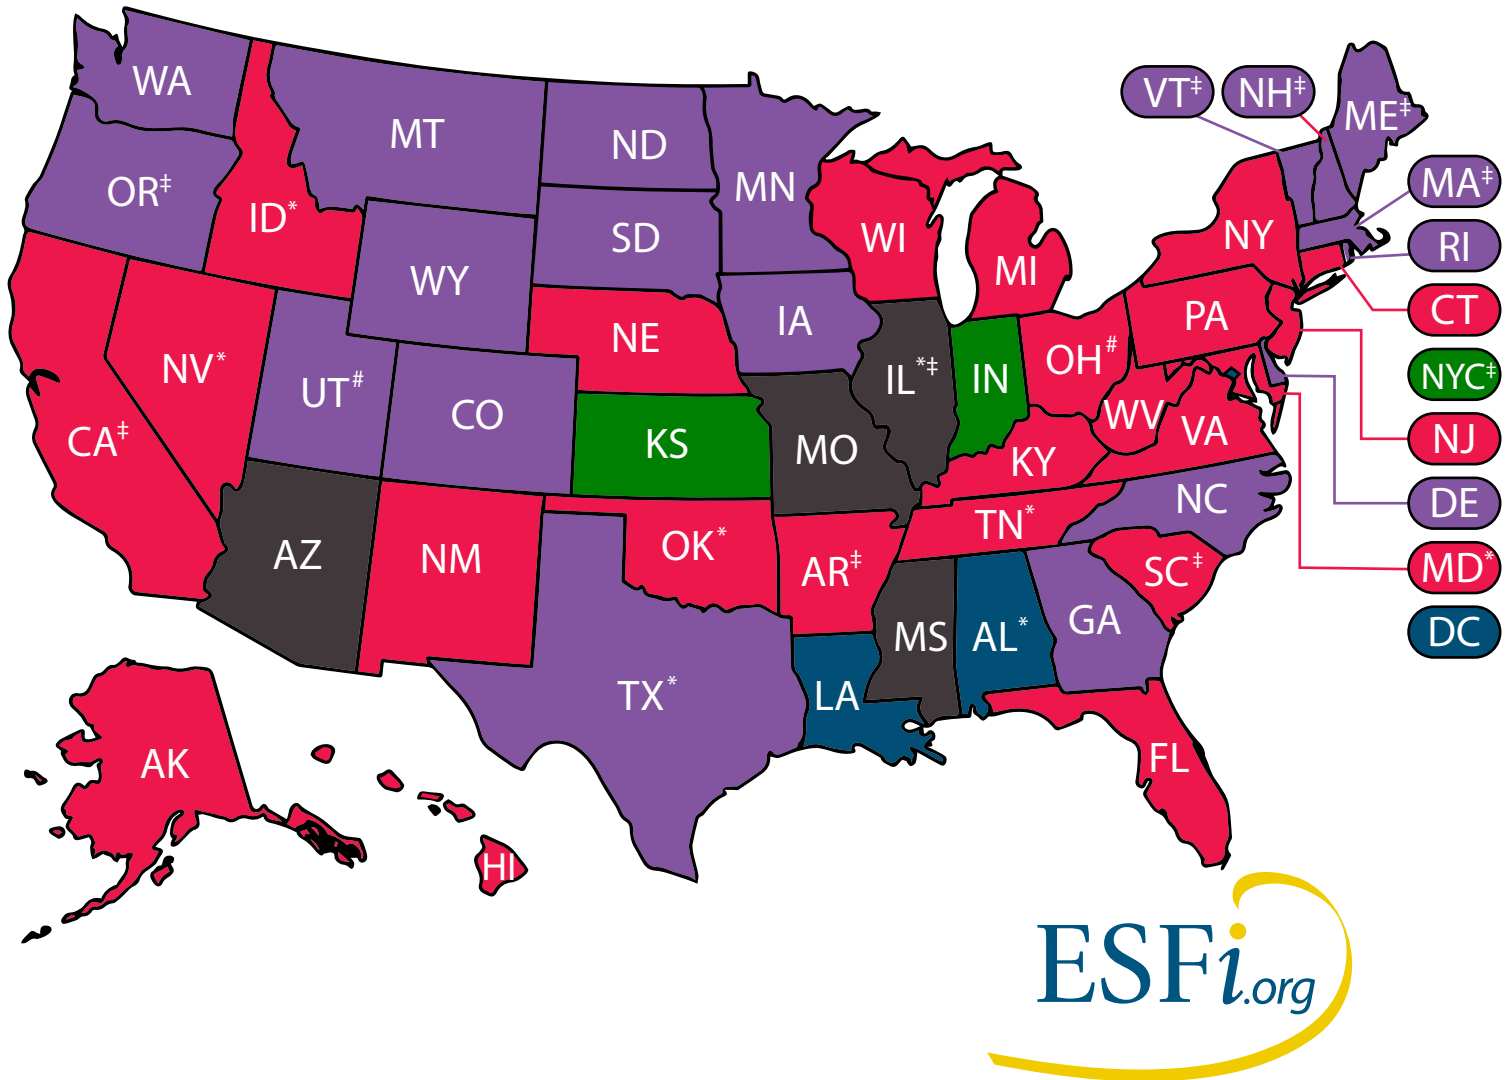 WA
MT
ND
MN
VT‡
NH‡
ME‡
OR‡
ID*
SD
WI
MI
NY
MA‡
WY
RI
IA
NE
PA
CT
NV*
UT#
CO
IL*‡
IN
OH#
NYC‡
CA‡
KS
MO
KY
WV
VA
NJ
AZ
NM
OK*
AR‡
TN*
NC
DE
SC‡
MD*
TX*
LA
MS
AL*
GA
DC
AK
HI
FL
ESFi.org